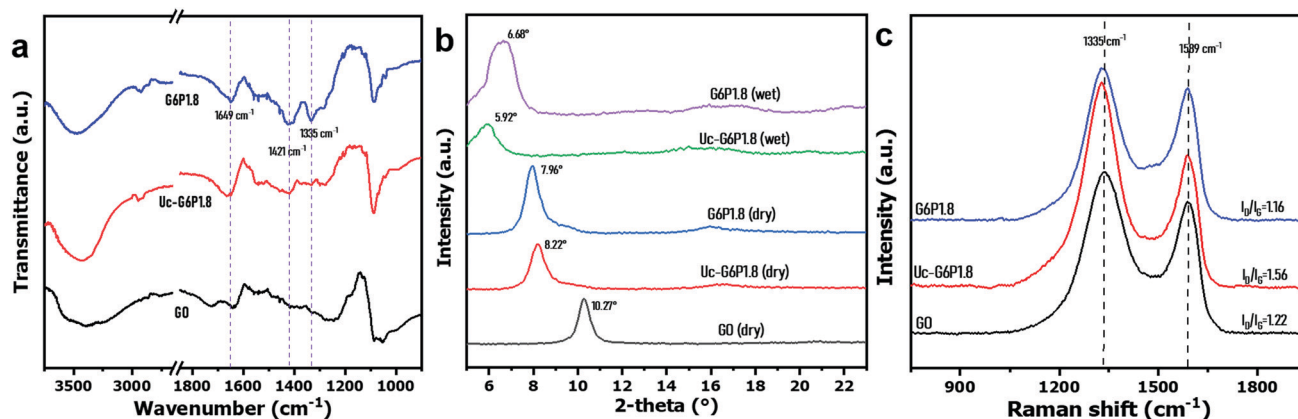 a
Transmittance (a.u.)
G6P1.8
1649 cm⁻¹
1335 cm⁻¹
1421 cm⁻¹
Uc-G6P1.8
GO
3500 3000 1600 1400 1200 1000
Wavenumber (cm⁻¹)
b
Intensity (a.u.)
6.68°
G6P1.8 (wet)
5.92°
Uc-G6P1.8 (wet)
7.96°
G6P1.8 (dry)
8.22°
Uc-G6P1.8 (dry)
10.27°
GO (dry)
6 8 10 12 14 16 18 20 22
2-theta (°)
c
Intensity (a.u.)
1335 cm⁻¹
1589 cm⁻¹
G6P1.8
I_D/I_G=1.16
Uc-G6P1.8
I_D/I_G=1.56
GO
I_D/I_G=1.22
900 1200 1500 1800
Raman shift (cm⁻¹)